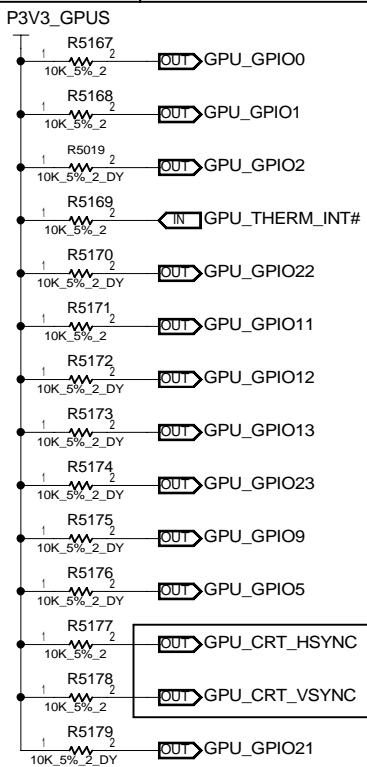 P3V3_GPUS
R5167
1 2
10K_5%_2
OUT GPU_GPIO0
R5168
1 2
10K_5%_2
OUT GPU_GPIO1
R5019
1 2
10K_5%_2_DY
OUT GPU_GPIO2
R5169
1 2
10K_5%_2
IN GPU_THERM_INT#
R5170
1 2
10K_5%_2_DY
OUT GPU_GPIO22
R5171
1 2
10K_5%_2
OUT GPU_GPIO11
R5172
1 2
10K_5%_2_DY
OUT GPU_GPIO12
R5173
1 2
10K_5%_2_DY
OUT GPU_GPIO13
R5174
1 2
10K_5%_2_DY
OUT GPU_GPIO23
R5175
1 2
10K_5%_2_DY
OUT GPU_GPIO9
R5176
1 2
10K_5%_2_DY
OUT GPU_GPIO5
R5177
1 2
10K_5%_2
OUT GPU_CRT_HSYNC
R5178
1 2
10K_5%_2
OUT GPU_CRT_VSYNC
R5179
1 2
10K_5%_2_DY
OUT GPU_GPIO21